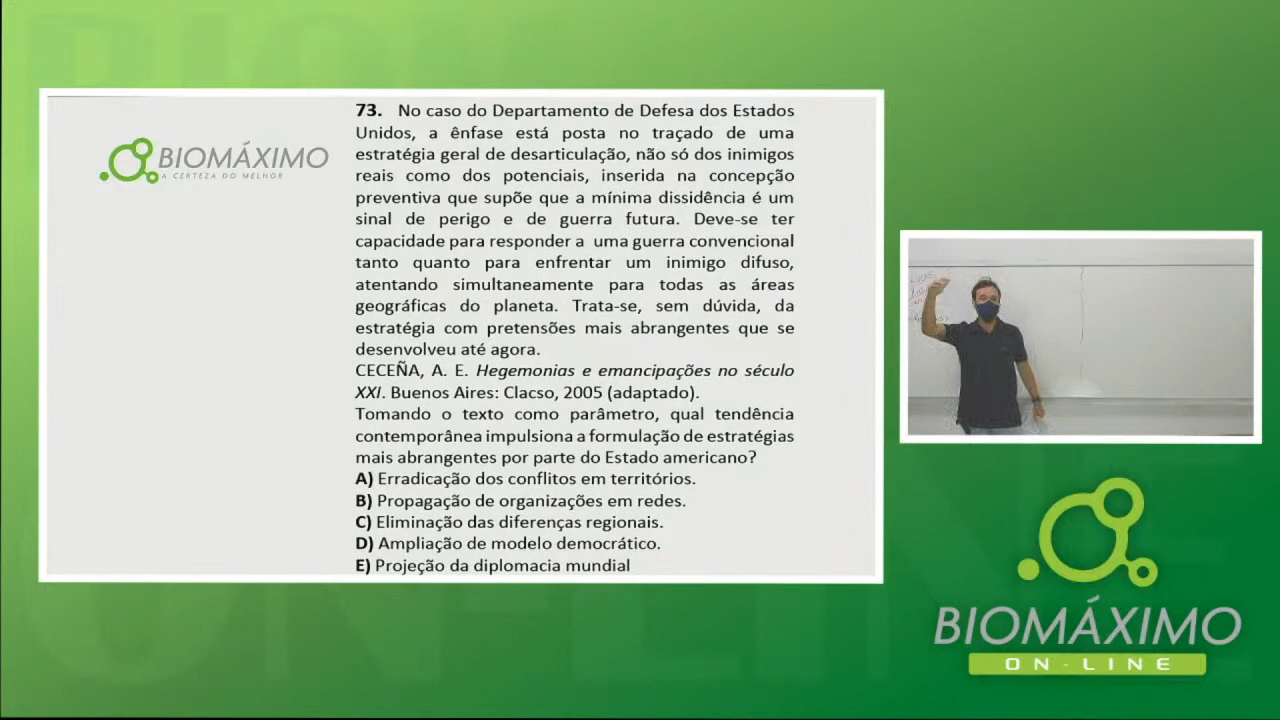 BIOMÁXIMO
A CERTEZA DO MELHOR
73. No caso do Departamento de Defesa dos Estados
Unidos, a ênfase está posta no traçado de uma
estratégia geral de desarticulação, não só dos inimigos
reais como dos potenciais, inserida na concepção
preventiva que supõe que a mínima dissidência é um
sinal de perigo e de guerra futura. Deve-se ter
capacidade para responder a uma guerra convencional
tanto quanto para enfrentar um inimigo difuso,
atentando simultaneamente para todas as áreas
geográficas do planeta. Trata-se, sem dúvida, da
estratégia com pretensões mais abrangentes que se
desenvolveu até agora.
CECEÑA, A. E. Hegemonias e emancipações no século
XXI. Buenos Aires: Clacso, 2005 (adaptado).
Tomando o texto como parâmetro, qual tendência
contemporânea impulsiona a formulação de estratégias
mais abrangentes por parte do Estado americano?
A) Erradicação dos conflitos em territórios.
B) Propagação de organizações em redes.
C) Eliminação das diferenças regionais.
D) Ampliação de modelo democrático.
E) Projeção da diplomacia mundial
BIOMÁXIMO
ON-LINE